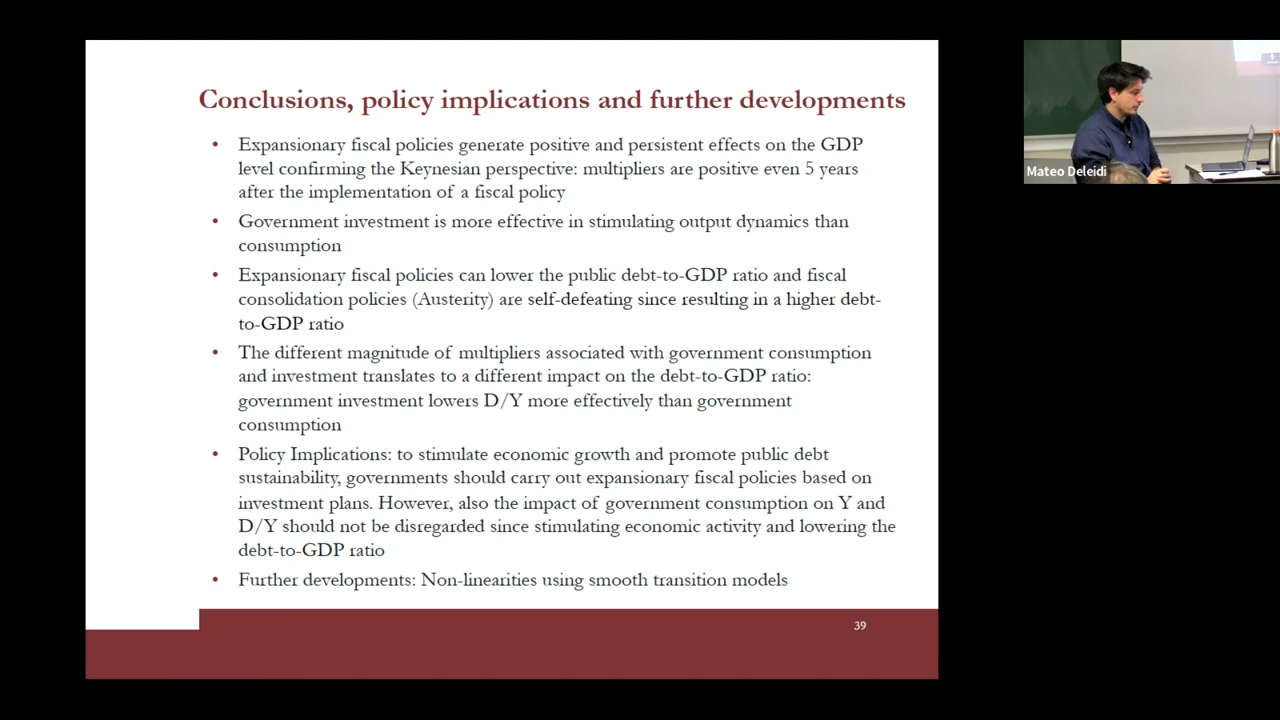 Conclusions, policy implications and further developments
• Expansionary fiscal policies generate positive and persistent effects on the GDP
level confirming the Keynesian perspective: multipliers are positive even 5 years
after the implementation of a fiscal policy
• Government investment is more effective in stimulating output dynamics than
consumption
• Expansionary fiscal policies can lower the public debt-to-GDP ratio and fiscal
consolidation policies (Austerity) are self-defeating since resulting in a higher debt-
to-GDP ratio
• The different magnitude of multipliers associated with government consumption
and investment translates to a different impact on the debt-to-GDP ratio:
government investment lowers D/Y more effectively than government
consumption
• Policy Implications: to stimulate economic growth and promote public debt
sustainability, governments should carry out expansionary fiscal policies based on
investment plans. However, also the impact of government consumption on Y and
D/Y should not be disregarded since stimulating economic activity and lowering the
debt-to-GDP ratio
• Further developments: Non-linearities using smooth transition models
39
Mateo Deleidi